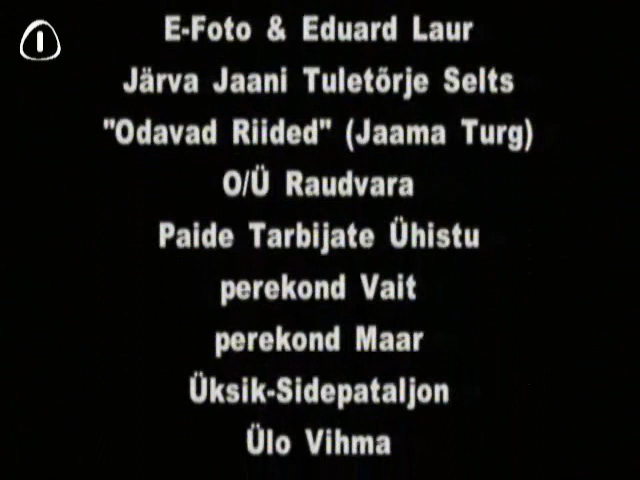 E-Foto & Eduard Laur
Järva Jaani Tuletõrje Selts
"Odavad Riided" (Jaama Turg)
O/Ü Raudvara
Paide Tarbijate Ühistu
perekond Vait
perekond Maar
Üksik-Sidepataljon
Ülo Vihma